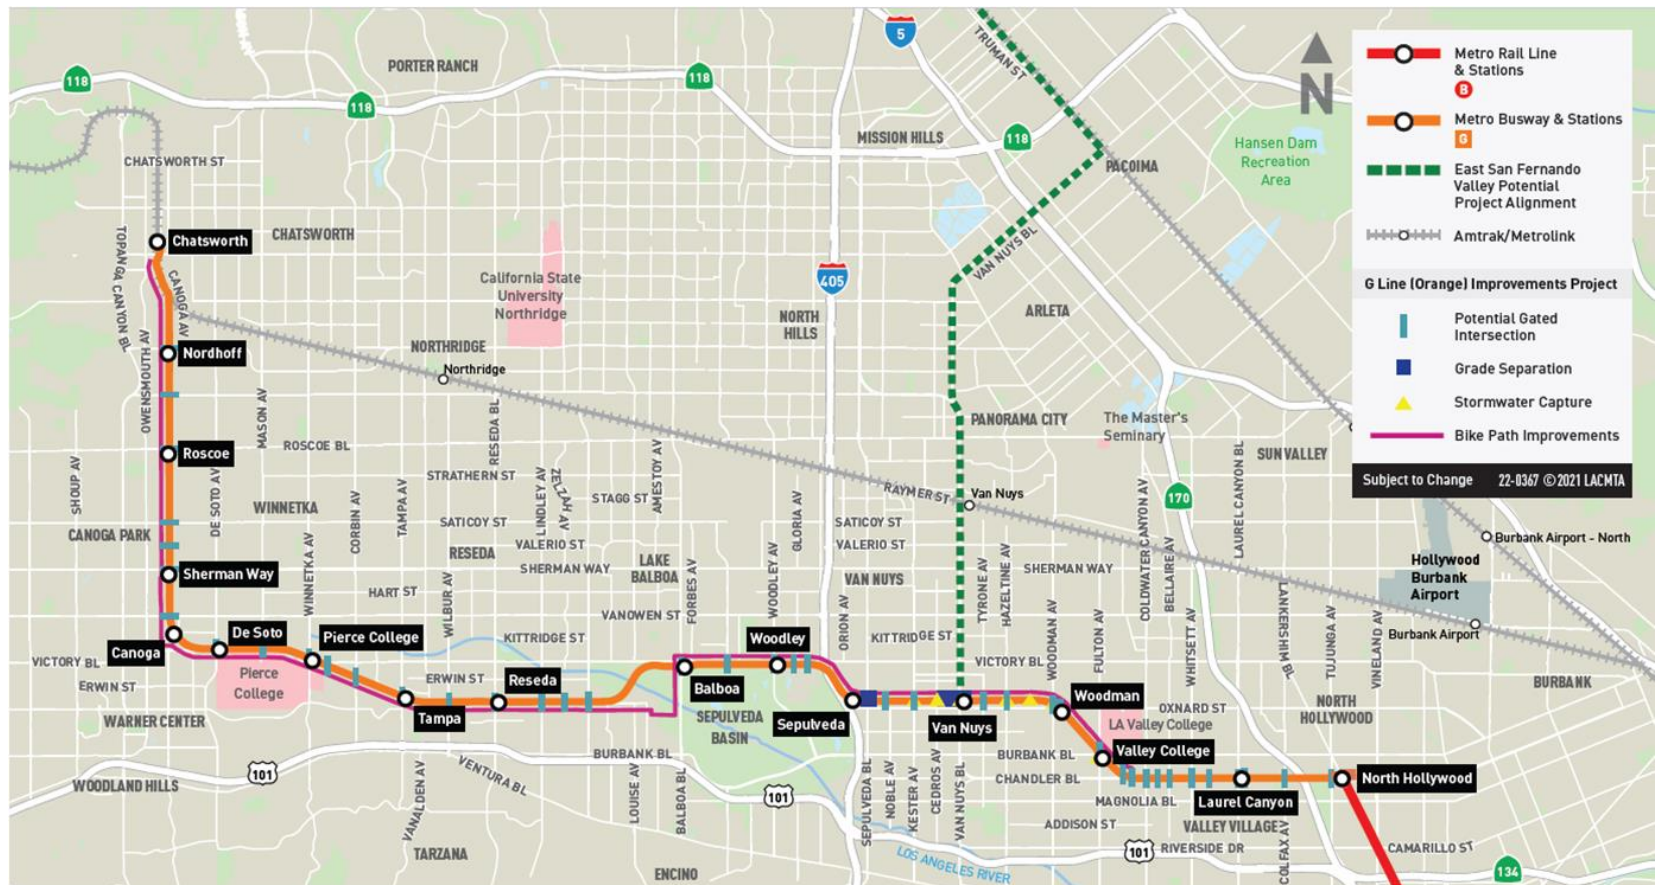 118
118
118
118
5
405
170
101
101
101
134
PORTER RANCH
MISSION HILLS
PACOIMA
TRUMAN ST
Hansen Dam
Recreation
Area
N
Metro Rail Line
& Stations
B
Metro Busway & Stations
G
East San Fernando
Valley Potential
Project Alignment
Amtrak/Metrolink
G Line (Orange) Improvements Project
Potential Gated
Intersection
Grade Separation
Stormwater Capture
Bike Path Improvements
Subject to Change 22-0367 ©2021 LACMTA
CHATSWORTH ST
Chatsworth
CHATSWORTH
TOPANGA CANYON BL
CANOGA AV
OWENSMOUTH AV
California State
University
Northridge
NORTH
HILLS
VAN NUYS BL
ARLETA
Nordhoff
NORTHRIDGE
Northridge
MASON AV
RESEDA BL
PANORAMA CITY
The Master's
Seminary
SUN VALLEY
Roscoe
ROSCOE BL
SHOUP AV
DE SOTO AV
WINNETKA
STRATHERN ST
STAGG ST
CORBIN AV
TAMPA AV
LINDLEY AV
ZELZAH AV
AMESTOY AV
GLORIA AV
RAYMER ST
Van Nuys
COLDWATER CANYON AV
LAUREL CANYON BL
CANOGA PARK
SATICOY ST
SATICOY ST
VALERIO ST
VALERIO ST
RESEDA
SHERMAN WAY
SHERMAN WAY
LAKE
BALBOA
VAN NUYS
Burbank Airport - North
Hollywood
Burbank
Airport
Burbank Airport
Sherman Way
WINNETKA AV
HART ST
WILBUR AV
VANOWEN ST
FORBES AV
WOODLEY AV
ORION AV
TYRONE AV
HAZELTINE AV
WOODMAN AV
FULTON AV
BELLAIRE AV
WHITSETT AV
LANKERSHIM BL
TUJUNGA AV
VINELAND AV
Canoga
De Soto
Pierce College
KITTRIDGE ST
KITTRIDGE ST
Woodley
VICTORY BL
VICTORY BL
ERWIN ST
ERWIN ST
Pierce
College
Reseda
Tampa
Balboa
Sepulveda
Van Nuys
Woodman
OXNARD ST
LA Valley College
NORTH
HOLLYWOOD
BURBANK
WARNER CENTER
SEPULVEDA
BASIN
BURBANK BL
BURBANK BL
Valley College
CHANDLER BL
North Hollywood
Laurel Canyon
WOODLAND HILLS
VENTURA BL
VANALDEN AV
LOUISE AV
BALBOA BL
SEPULVEDA BL
NOBLE AV
KESTER AV
CEDROS AV
VAN NUYS BL
MAGNOLIA BL
ADDISON ST
VALLEY VILLAGE
RIVERSIDE DR
COLFAX AV
CAMARILLO ST
TARZANA
ENCINO
LOS ANGELES RIVER